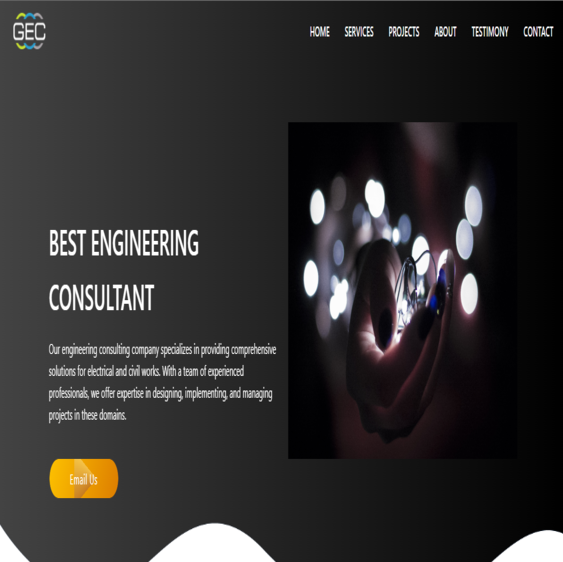 GEC
HOME SERVICES PROJECTS ABOUT TESTIMONY CONTACT
BEST ENGINEERING
CONSULTANT
Our engineering consulting company specializes in providing comprehensive
solutions for electrical and civil works. With a team of experienced
professionals, we offer expertise in designing, implementing, and managing
projects in these domains.
Email Us